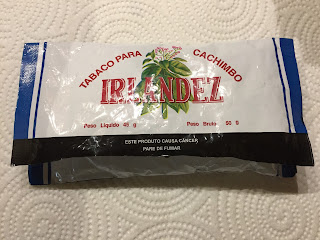 TABACO PARA CACHIMBO
IRLANDEZ
Peso Líquido 45 g Peso Bruto 50 g
ESTE PRODUTO CAUSA CÂNCER
PARE DE FUMAR